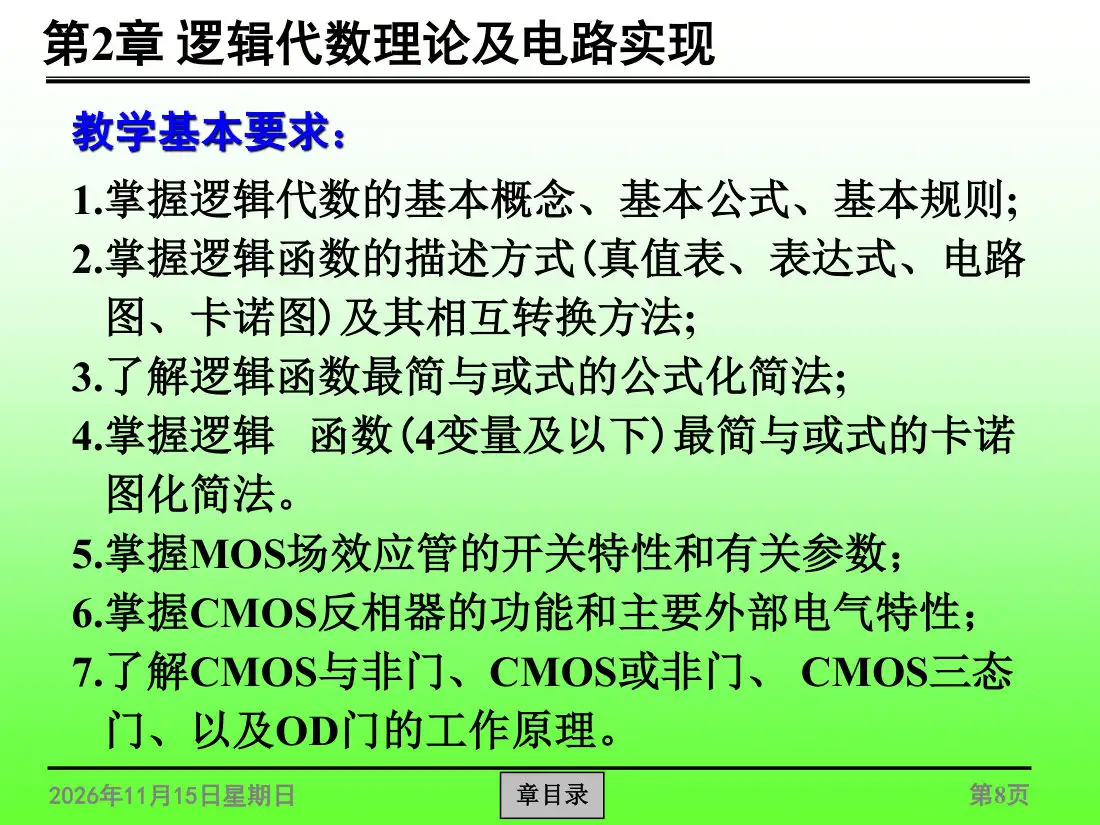 第2章 逻辑代数理论及电路实现
教学基本要求：
1.掌握逻辑代数的基本概念、基本公式、基本规则;
2.掌握逻辑函数的描述方式(真值表、表达式、电路
图、卡诺图)及其相互转换方法;
3.了解逻辑函数最简与或式的公式化简法;
4.掌握逻辑 函数(4变量及以下)最简与或式的卡诺
图化简法。
5.掌握MOS场效应管的开关特性和有关参数；
6.掌握CMOS反相器的功能和主要外部电气特性；
7.了解CMOS与非门、CMOS或非门、 CMOS三态
门、以及OD门的工作原理。
2026年11月15日星期日
章目录
第8页